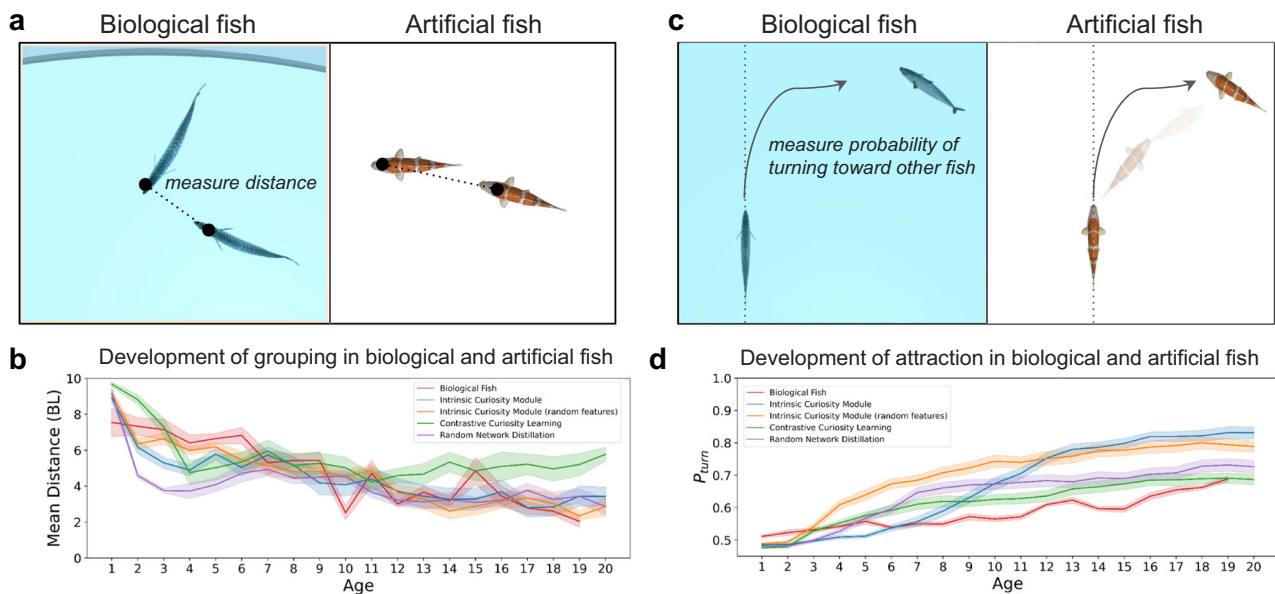 a
Biological fish
Artificial fish
measure distance
b
Development of grouping in biological and artificial fish
Mean Distance (BL)
10
8
6
4
2
0
Biological Fish
Intrinsic Curiosity Module
Intrinsic Curiosity Module (random features)
Contrastive Curiosity Learning
Random Network Distillation
1 2 3 4 5 6 7 8 9 10 11 12 13 14 15 16 17 18 19 20
Age
c
Biological fish
Artificial fish
measure probability of
turning toward other fish
d
Development of attraction in biological and artificial fish
Pturn
1.0
0.9
0.8
0.7
0.6
0.5
Biological Fish
Intrinsic Curiosity Module
Intrinsic Curiosity Module (random features)
Contrastive Curiosity Learning
Random Network Distillation
1 2 3 4 5 6 7 8 9 10 11 12 13 14 15 16 17 18 19 20
Age